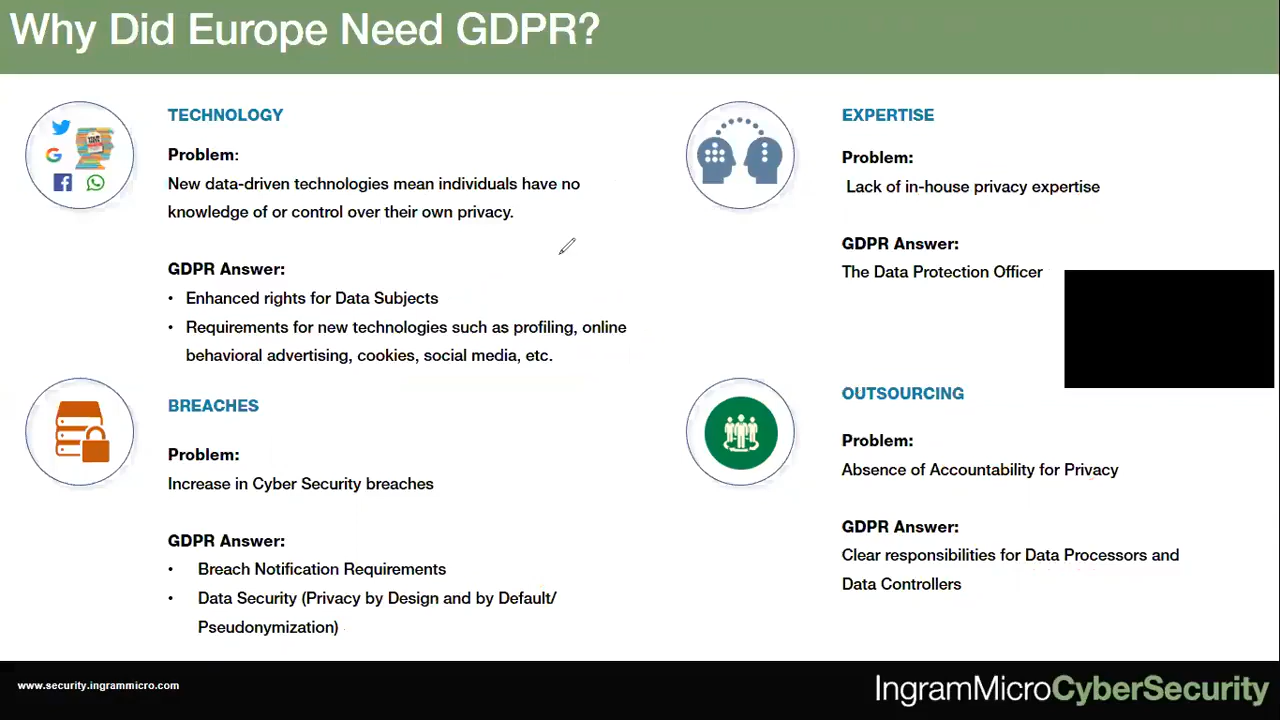 Why Did Europe Need GDPR?
TECHNOLOGY
Problem:
New data-driven technologies mean individuals have no
knowledge of or control over their own privacy.
GDPR Answer:
• Enhanced rights for Data Subjects
• Requirements for new technologies such as profiling, online
behavioral advertising, cookies, social media, etc.
BREACHES
Problem:
Increase in Cyber Security breaches
GDPR Answer:
• Breach Notification Requirements
• Data Security (Privacy by Design and by Default/
Pseudonymization)
EXPERTISE
Problem:
Lack of in-house privacy expertise
GDPR Answer:
The Data Protection Officer
OUTSOURCING
Problem:
Absence of Accountability for Privacy
GDPR Answer:
Clear responsibilities for Data Processors and
Data Controllers
www.security.ingrammicro.com
IngramMicroCyberSecurity